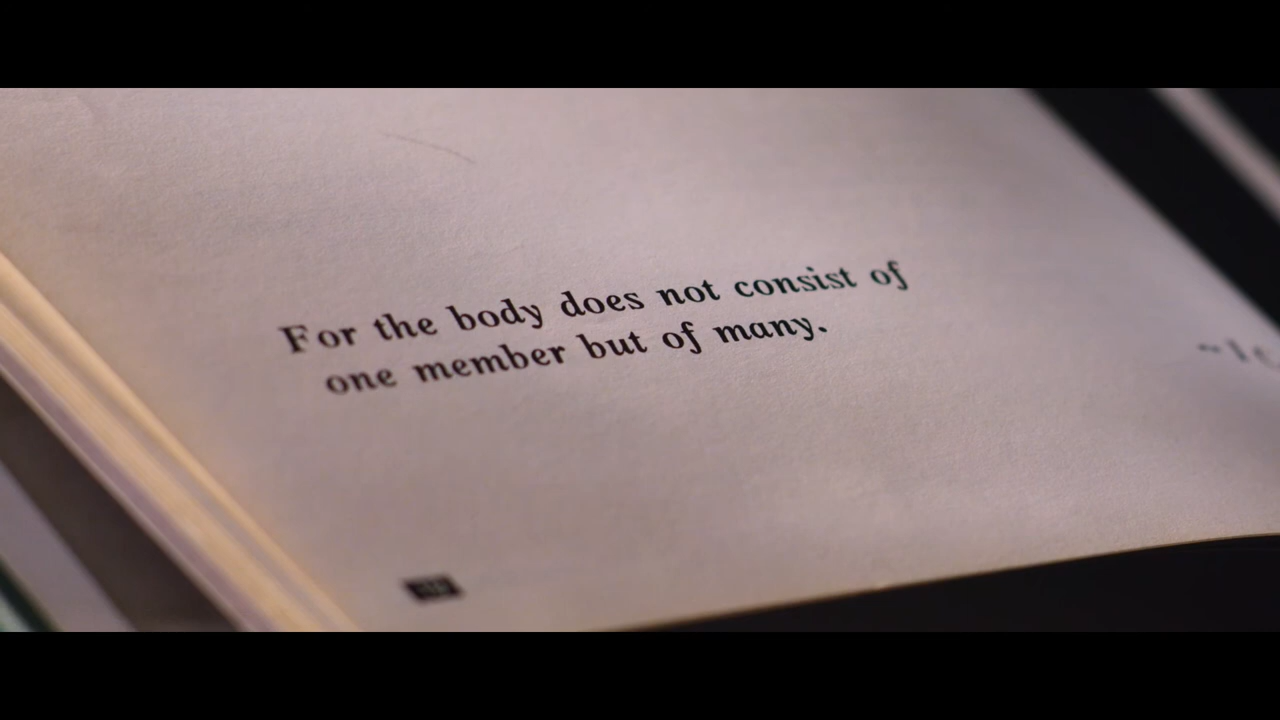 For the body does not consist of
one member but of many.